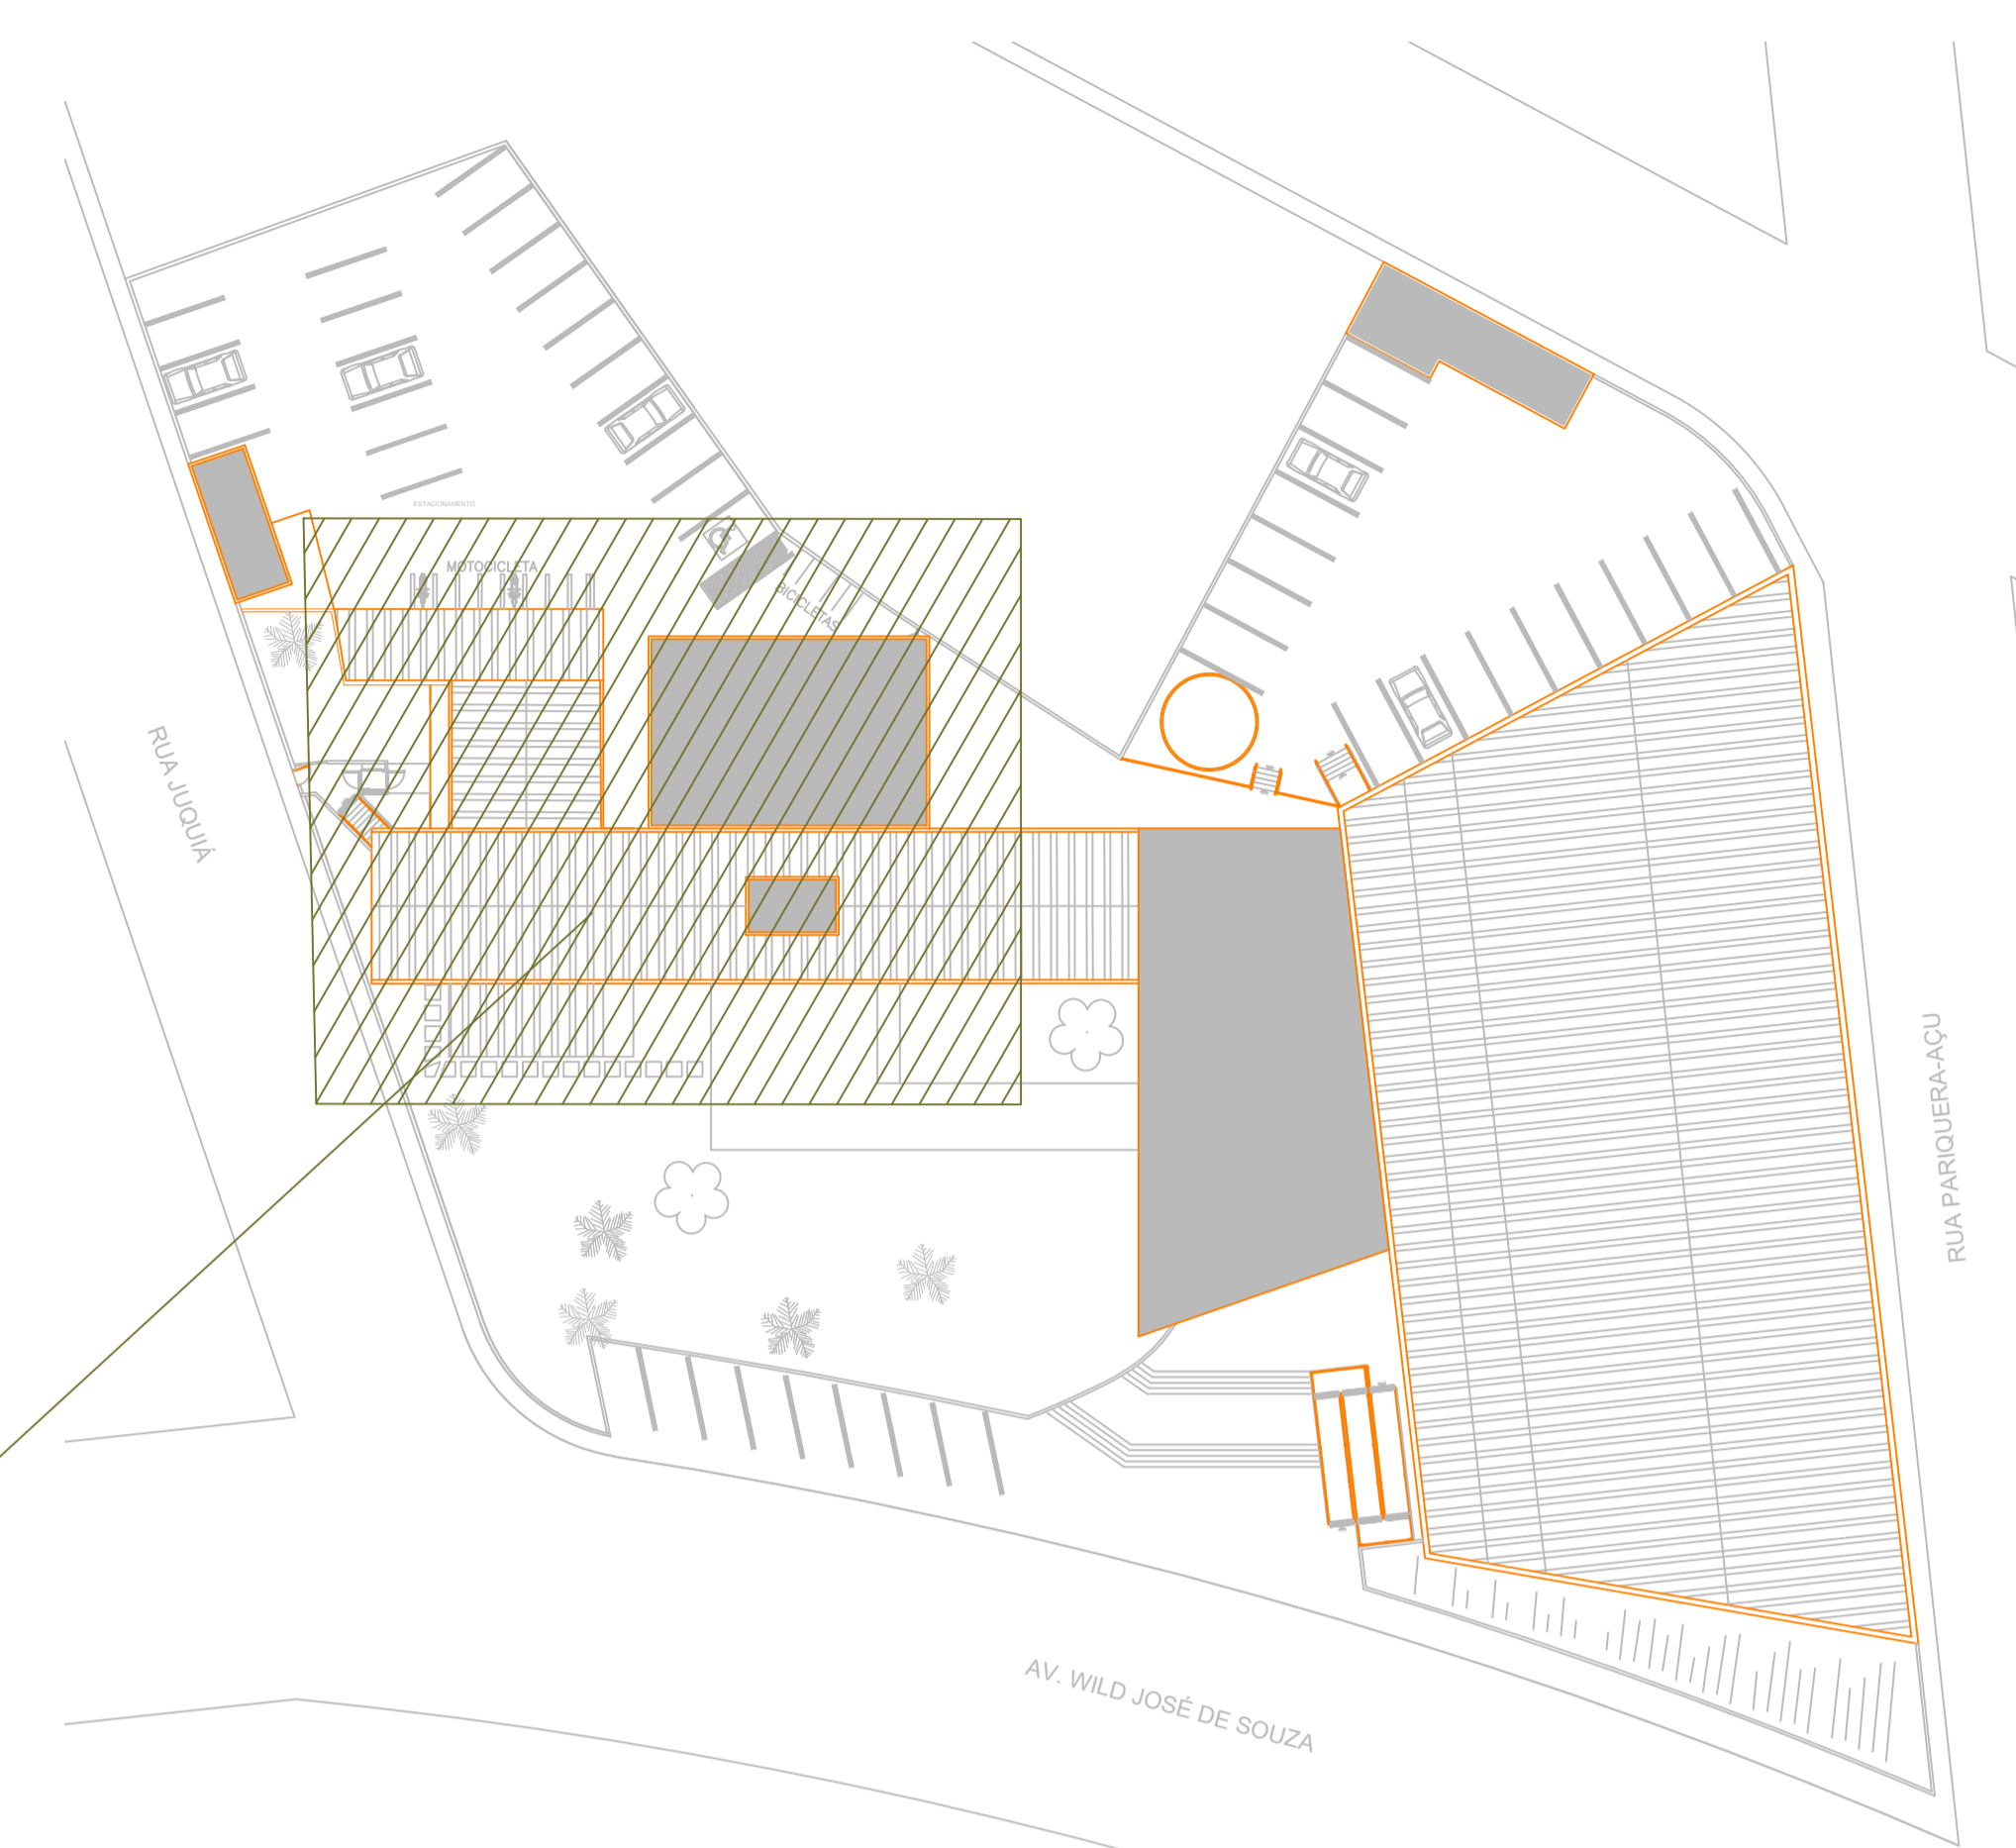 ESTACIONAMENTO
MOTOCICLETA
BICICLETAS
RUA JUQUIÁ
RUA PARIQUERA-AÇU
AV. WILD JOSÉ DE SOUZA